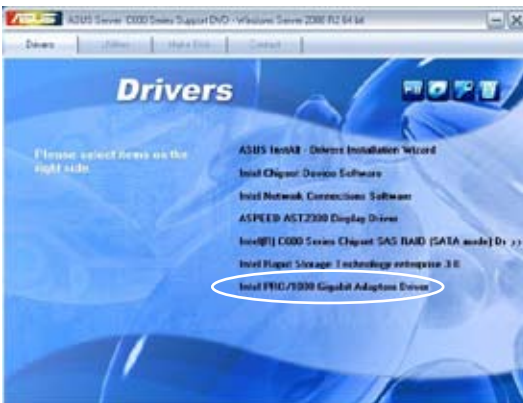 ASUS
ASUS Server C600 Series Support DVD - Windows Server 2008 R2 64 bit
Drivers
Utilities
Make Disk
Contact
Drivers
Please select items on the
right side.
ASUS InstAll - Drivers Installation Wizard
Intel Chipset Device Software
Intel Network Connections Software
ASPEED AST2300 Display Driver
Intel(R) C600 Series Chipset SAS RAID (SATA mode) Dr >>
Intel Rapid Storage Technology enterprise 3.0
Intel PRO/1000 Gigabit Adapters Driver